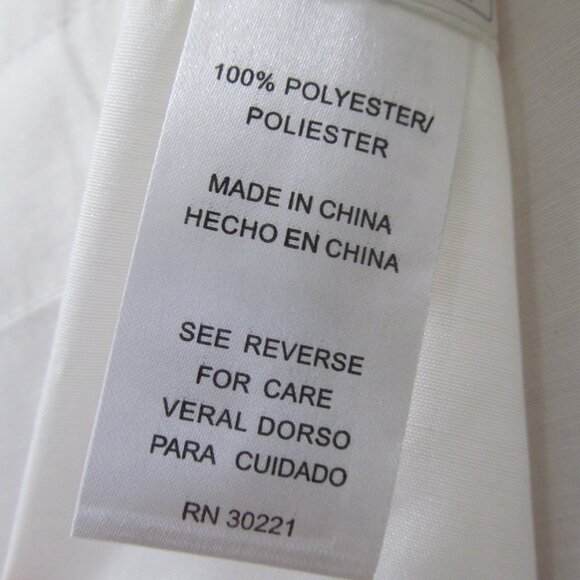 100% POLYESTER/
POLIESTER
MADE IN CHINA
HECHO EN CHINA
SEE REVERSE
FOR CARE
VERAL DORSO
PARA CUIDADO
RN 30221